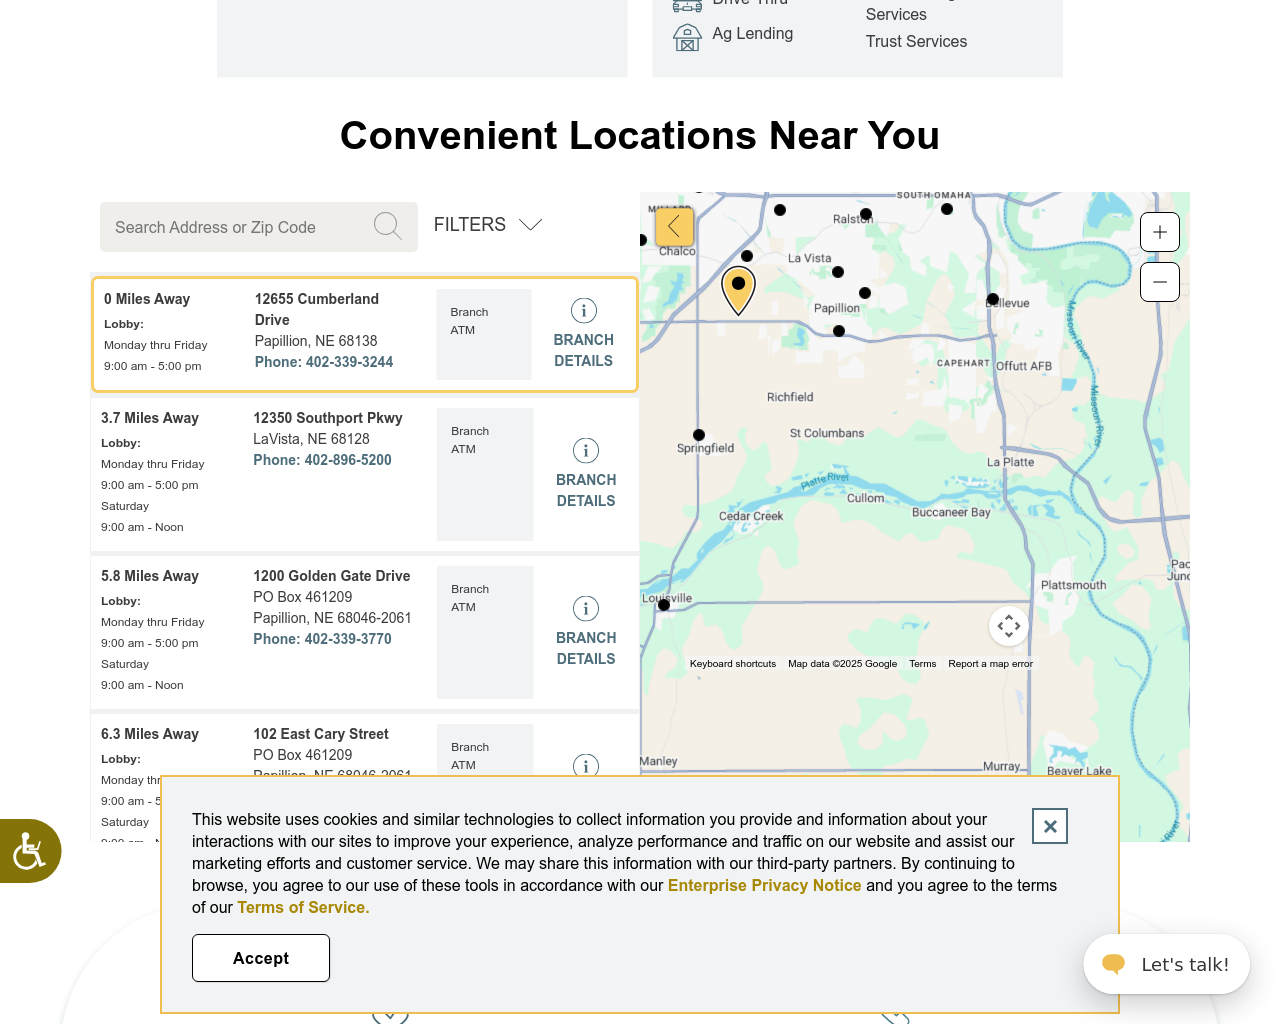 Services
Ag Lending
Trust Services
Convenient Locations Near You
Search Address or Zip Code
FILTERS
0 Miles Away
Lobby:
Monday thru Friday
9:00 am - 5:00 pm
12655 Cumberland
Drive
Papillion, NE 68138
Phone: 402-339-3244
Branch
ATM
BRANCH
DETAILS
3.7 Miles Away
Lobby:
Monday thru Friday
9:00 am - 5:00 pm
Saturday
9:00 am - Noon
12350 Southport Pkwy
LaVista, NE 68128
Phone: 402-896-5200
Branch
ATM
BRANCH
DETAILS
5.8 Miles Away
Lobby:
Monday thru Friday
9:00 am - 5:00 pm
Saturday
9:00 am - Noon
1200 Golden Gate Drive
PO Box 461209
Papillion, NE 68046-2061
Phone: 402-339-3770
Branch
ATM
BRANCH
DETAILS
6.3 Miles Away
Lobby:
Monday thr
9:00 am - 5
Saturday
102 East Cary Street
PO Box 461209
Papillion, NE 68046-2061
Branch
ATM
SOUTH OMAHA
Ralston
Chalco
La Vista
Papillion
Bellevue
Missouri River
CAPEHART
Offutt AFB
Richfield
Missouri River
St Columbans
Springfield
La Platte
Platte River
Cullom
Cedar Creek
Buccaneer Bay
Plattsmouth
Louisville
Keyboard shortcuts
Map data ©2025 Google
Terms
Report a map error
Manley
Murray
Beaver Lake
River
This website uses cookies and similar technologies to collect information you provide and information about your
interactions with our sites to improve your experience, analyze performance and traffic on our website and assist our
marketing efforts and customer service. We may share this information with our third-party partners. By continuing to
browse, you agree to our use of these tools in accordance with our Enterprise Privacy Notice and you agree to the terms
of our Terms of Service.
Accept
Let's talk!